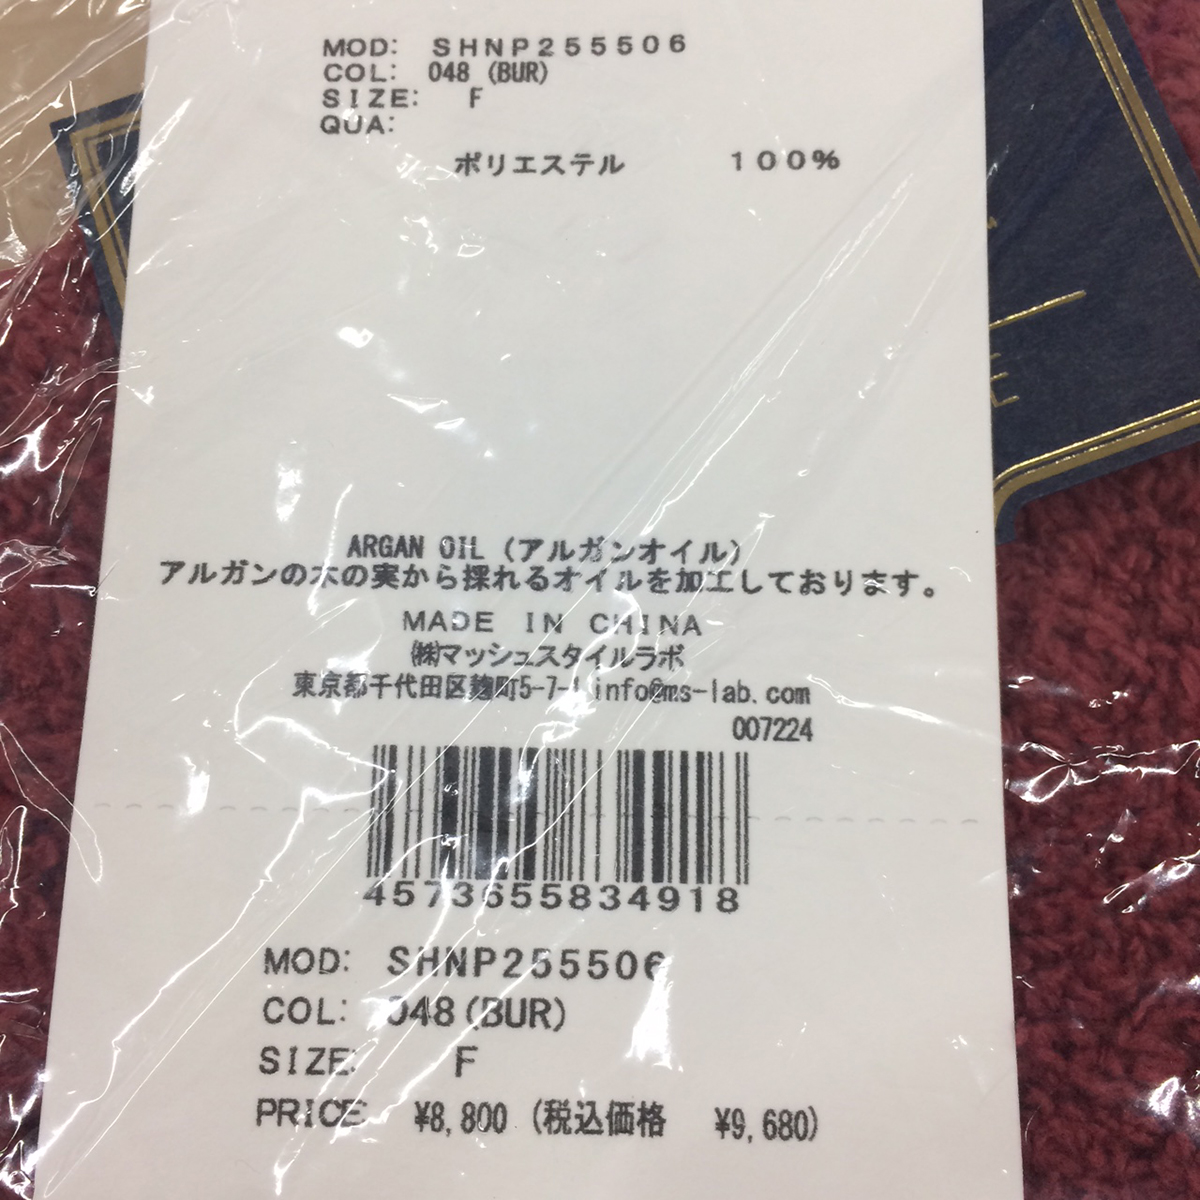 MOD: SHNP255506
COL: 048 (BUR)
SIZE: F
QUA:
ポリエステル 100%
ARGAN OIL (アルガンオイル)
アルガンの木の実から採れるオイルを加工しております。
MADE IN CHINA
㈱マッシュスタイルラボ
東京都千代田区麹町5-7-1 info@ms-lab.com
007224
4573655834918
MOD: SHNP255506
COL: 048 (BUR)
SIZE: F
PRICE: ¥8,800 (税込価格 ¥9,680)